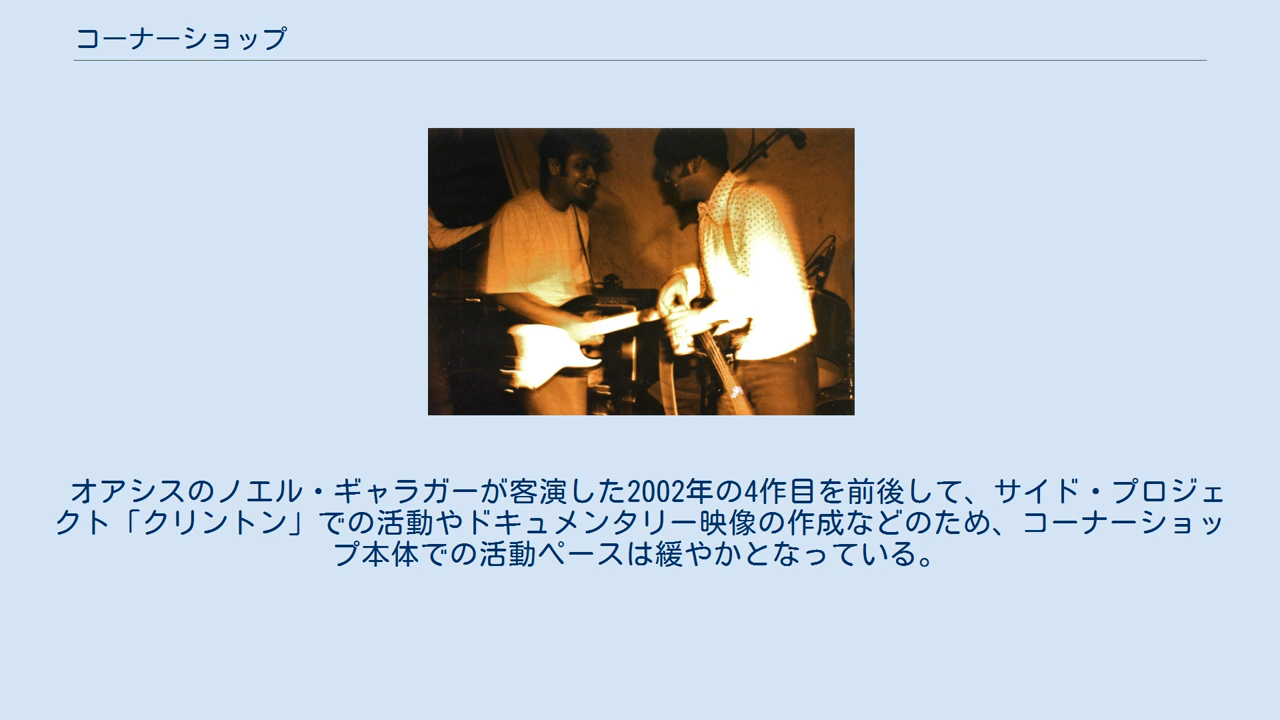 コーナーショップ
オアシスのノエル・ギャラガーが客演した2002年の4作目を前後して、サイド・プロジェ
クト「クリントン」での活動やドキュメンタリー映像の作成などのため、コーナーショッ
プ本体での活動ペースは緩やかとなっている。